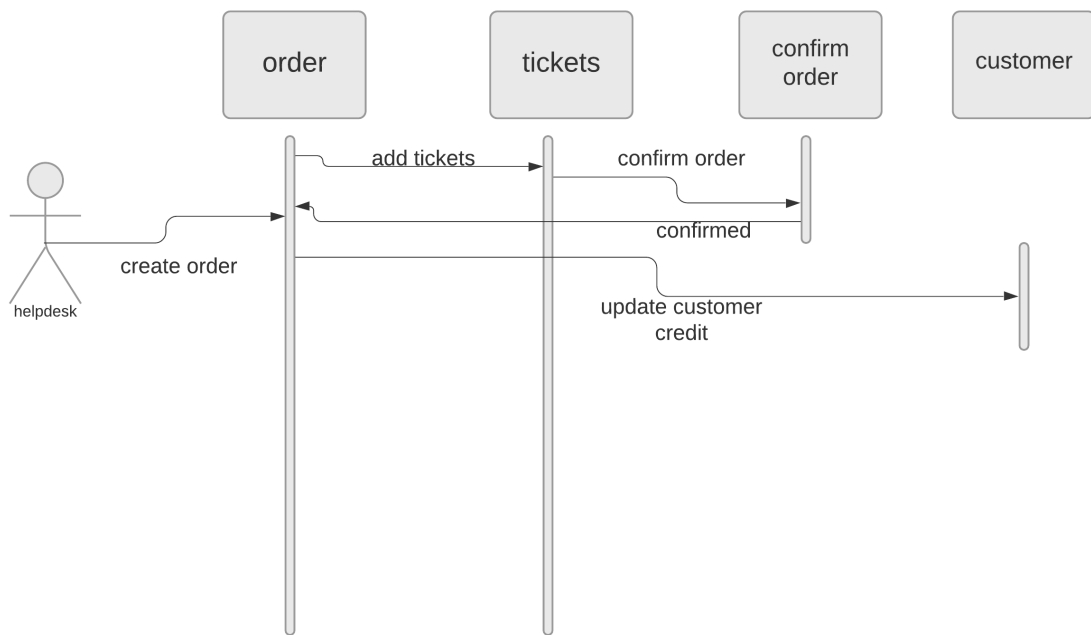 order
tickets
confirm
order
customer
add tickets
confirm order
confirmed
create order
helpdesk
update customer
credit